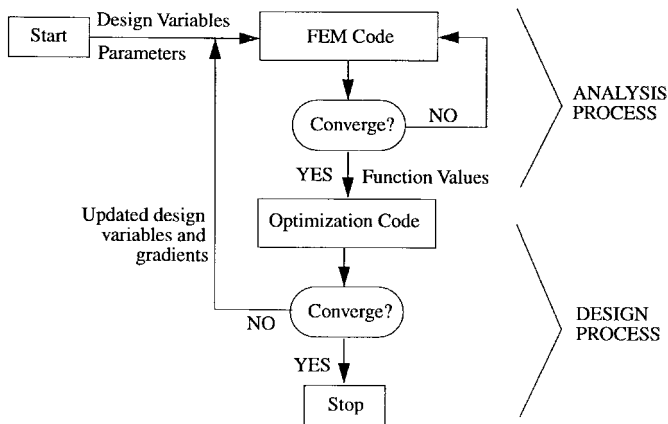 Start
Design Variables
Parameters
FEM Code
Converge?
NO
YES
Function Values
ANALYSIS
PROCESS
Optimization Code
Updated design
variables and
gradients
Converge?
NO
YES
Stop
DESIGN
PROCESS